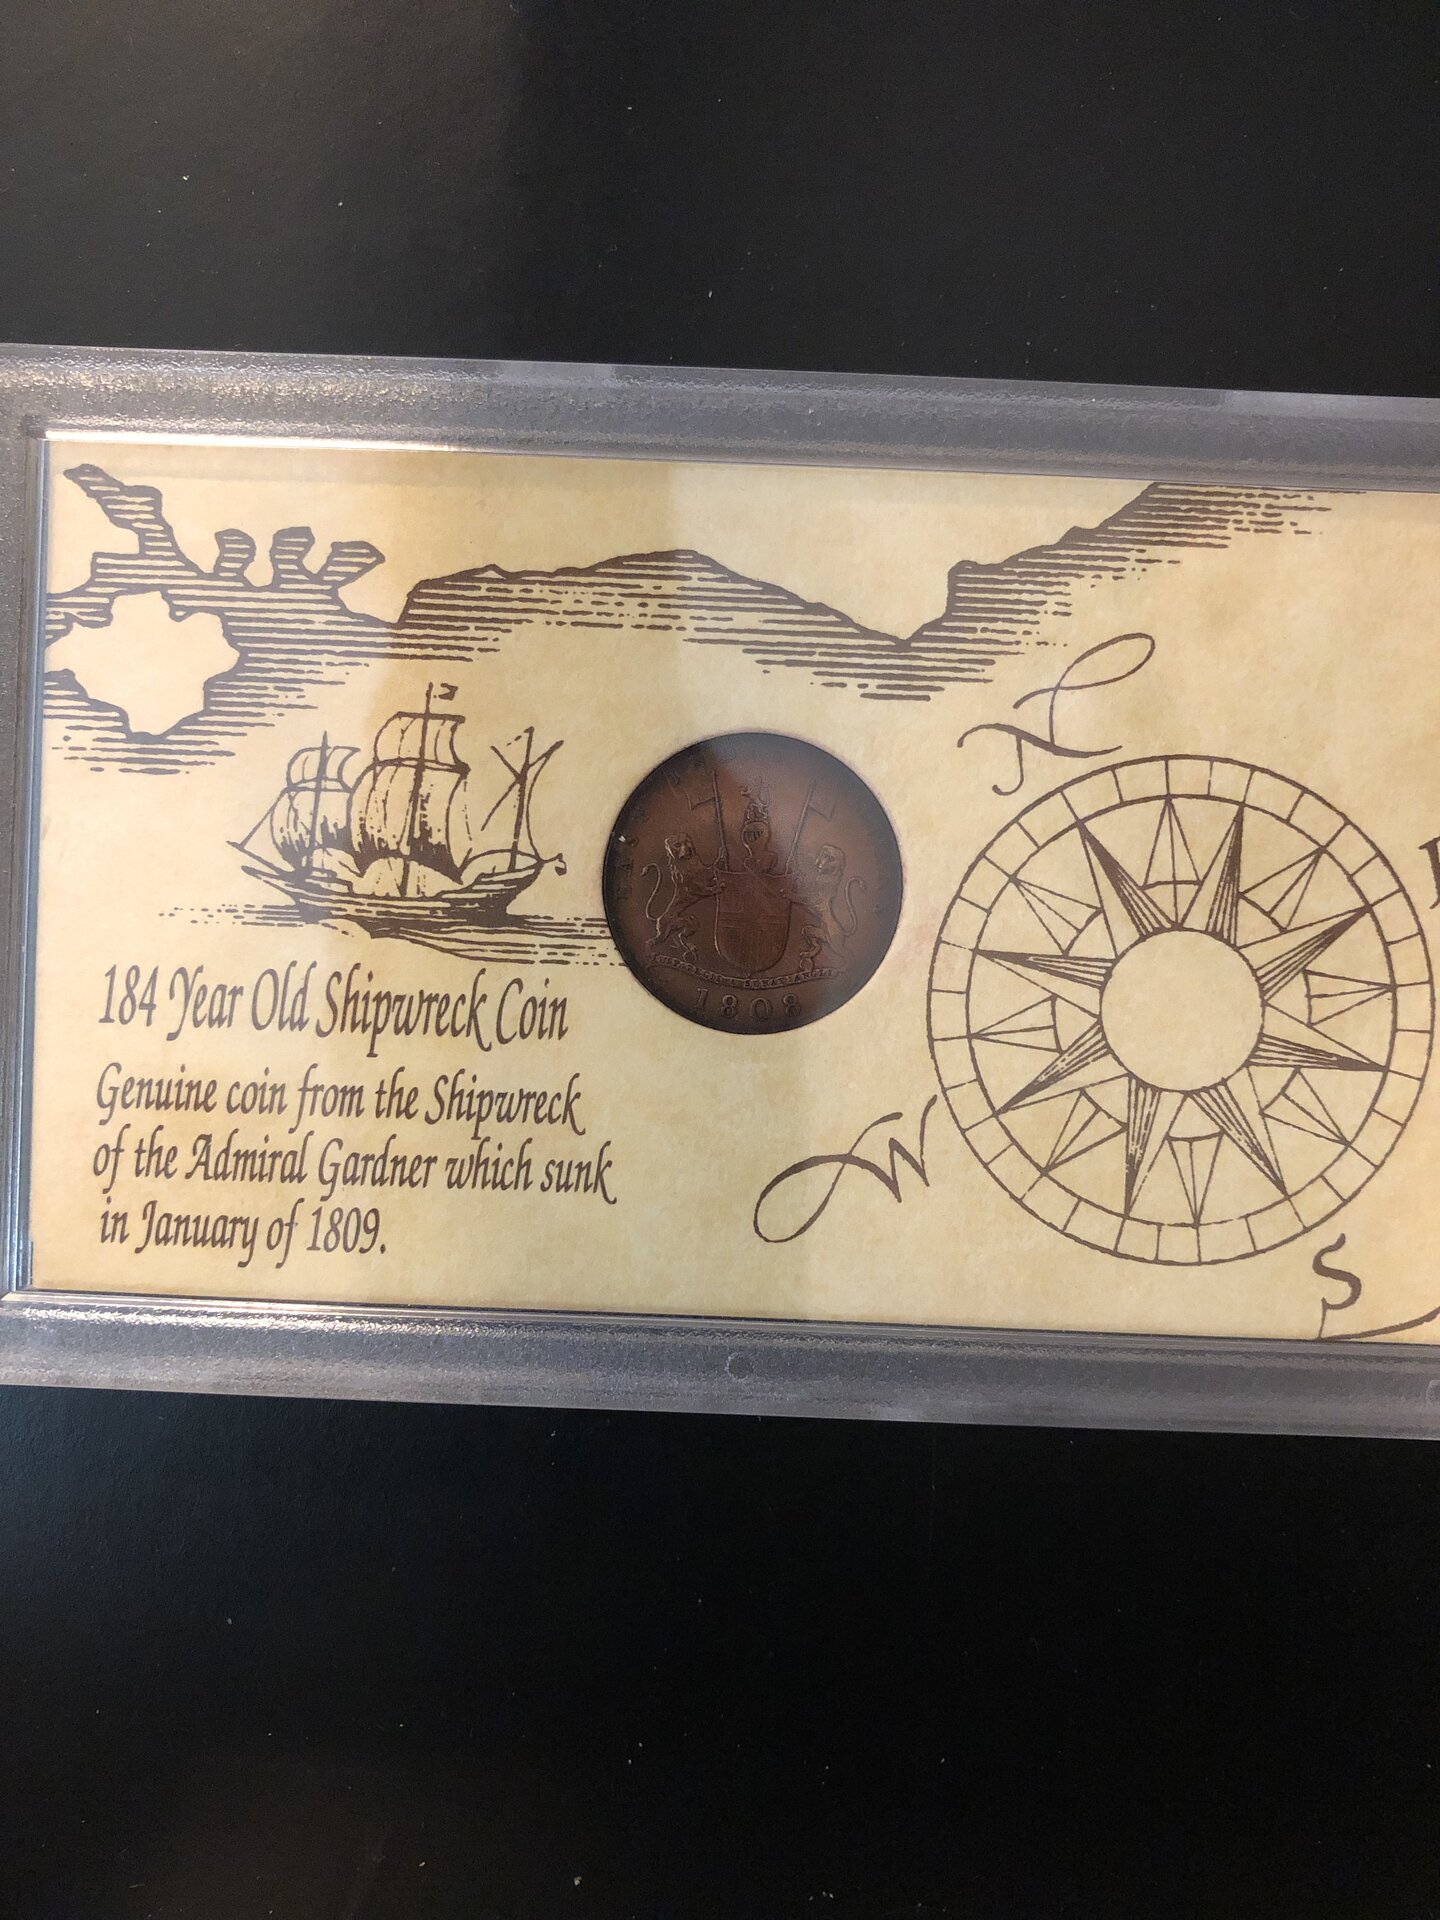 N
184 Year Old Shipwreck Coin
Genuine coin from the Shipwreck
of the Admiral Gardner which sunk
in January of 1809.
1808
W
S